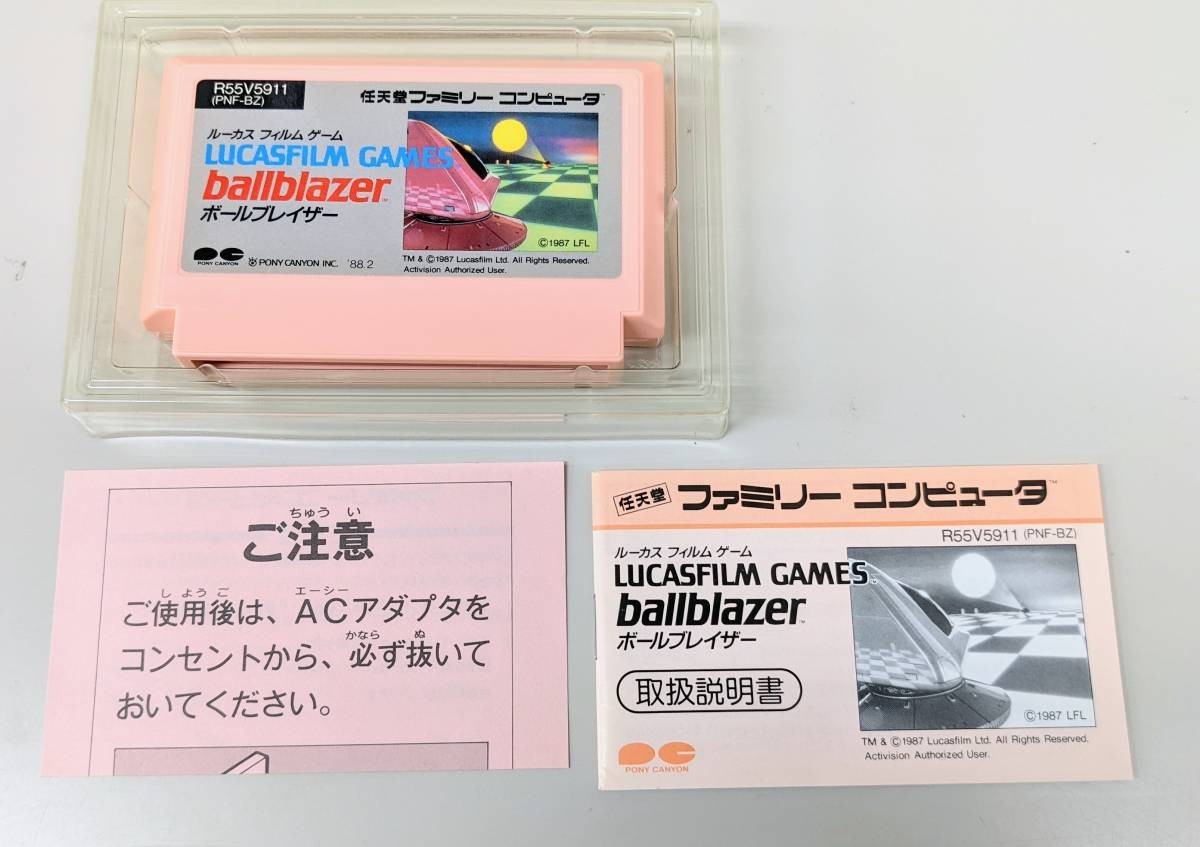 R55V5911
(PNF-BZ)
任天堂ファミリー コンピュータ™
ルーカス フィルム ゲーム
LUCASFILM GAMES™
ballblazer™
ボールブレイザー
©1987 LFL
PONY CANYON
PONY CANYON INC. '88.2
TM & ©1987 Lucasfilm Ltd. All Rights Reserved.
Activision Authorized User.
ちゅうい
ご注意
しようご エーシー
ご使用後は、ACアダプタを
かなら ぬ
コンセントから、必ず抜いて
おいてください。
任天堂 ファミリー コンピュータ™
R55V5911 (PNF-BZ)
ルーカス フィルム ゲーム
LUCASFILM GAMES™
ballblazer™
ボールブレイザー
取扱説明書
©1987 LFL
PONY CANYON
TM & ©1987 Lucasfilm Ltd. All Rights Reserved.
Activision Authorized User.